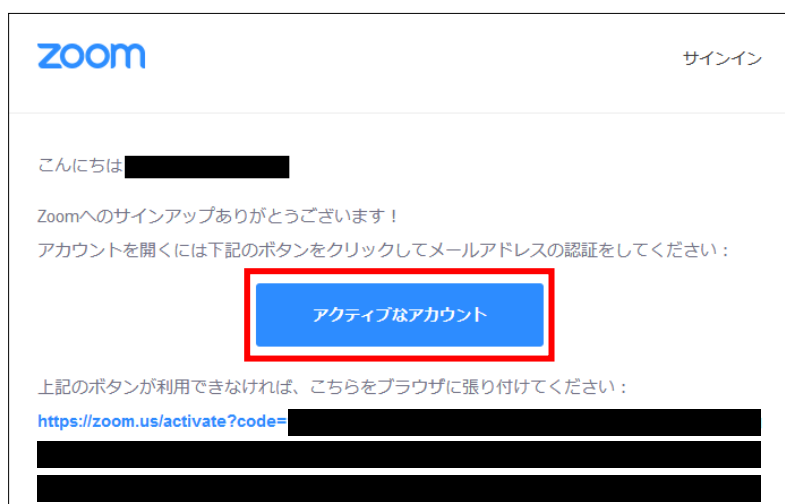 zoom
サインイン
こんにちは
Zoomへのサインアップありがとうございます！
アカウントを開くには下記のボタンをクリックしてメールアドレスの認証をしてください：
アクティブなアカウント
上記のボタンが利用できなければ、こちらをブラウザに張り付けてください：
https://zoom.us/activate?code=